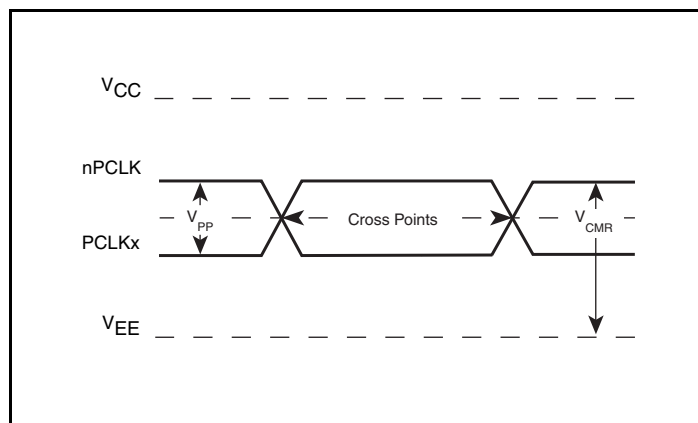 VCC
nPCLK
VPP
Cross Points
VCMR
PCLKx
VEE